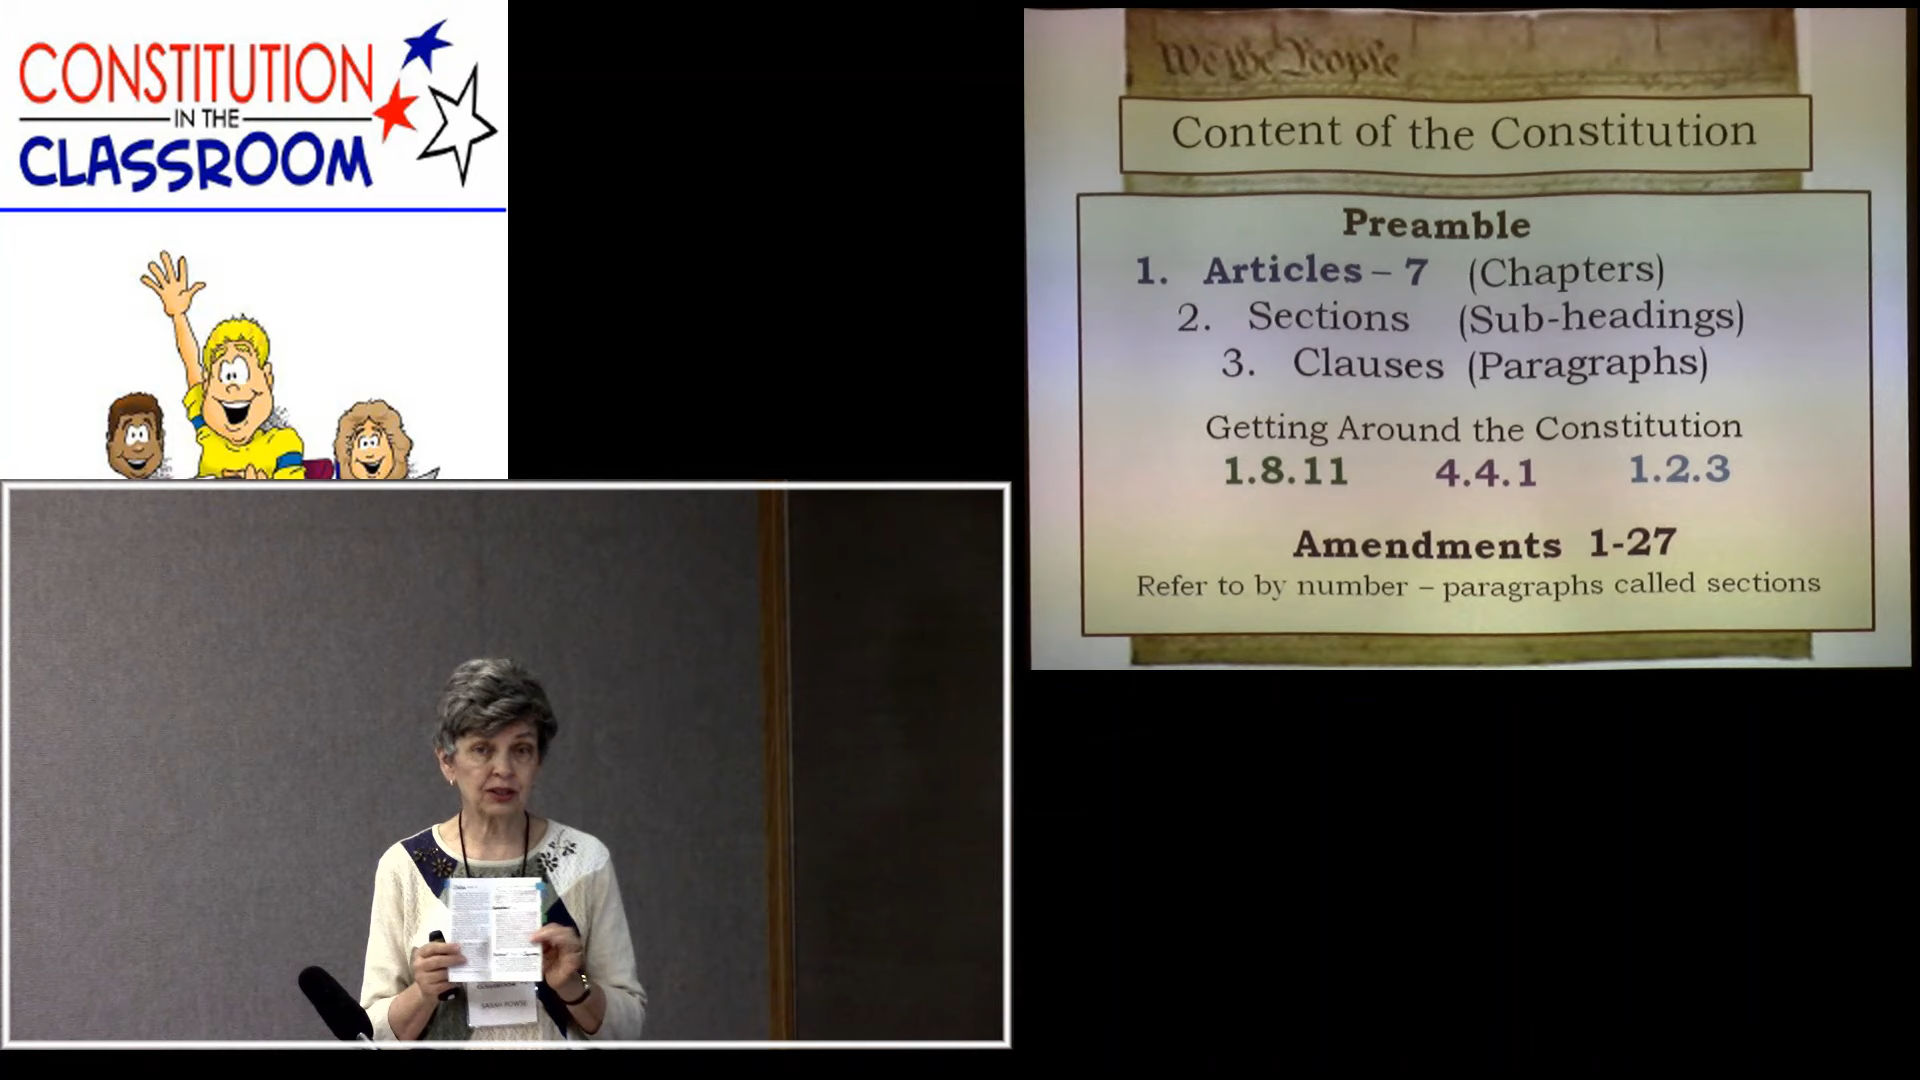 CONSTITUTION
IN THE
CLASSROOM
We the People
Content of the Constitution
Preamble
1. Articles – 7 (Chapters)
2. Sections (Sub-headings)
3. Clauses (Paragraphs)
Getting Around the Constitution
1.8.11 4.4.1 1.2.3
Amendments 1-27
Refer to by number – paragraphs called sections
CLASSROOM
SARAH